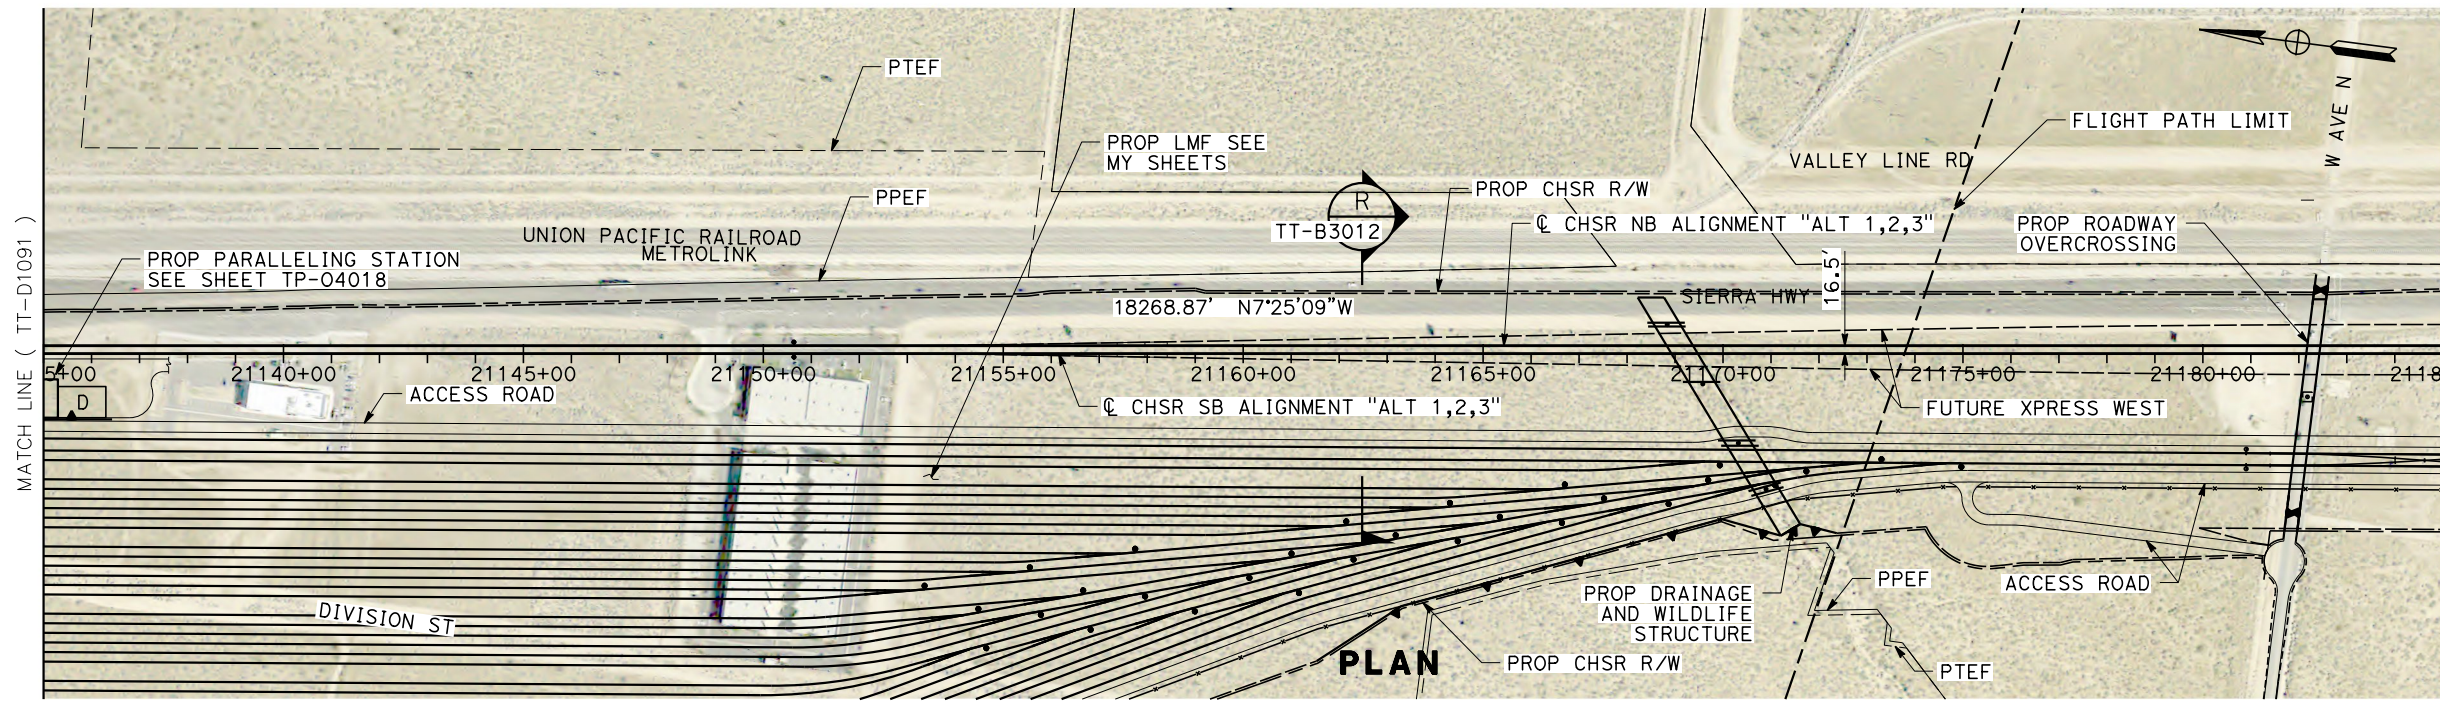 PTEF
W AVE N
FLIGHT PATH LIMIT
PROP LMF SEE
MY SHEETS
VALLEY LINE RD
PPEF
R
TT-B3012
PROP CHSR R/W
℄ CHSR NB ALIGNMENT "ALT 1,2,3"
PROP ROADWAY
OVERCROSSING
UNION PACIFIC RAILROAD
METROLINK
PROP PARALLELING STATION
SEE SHEET TP-04018
MATCH LINE ( TT-D1091 )
18268.87' N7°25'09"W
SIERRA HWY
16.5'
5+00
21140+00
21145+00
21150+00
21155+00
21160+00
21165+00
21170+00
21175+00
21180+00
2118
D
ACCESS ROAD
℄ CHSR SB ALIGNMENT "ALT 1,2,3"
FUTURE XPRESS WEST
DIVISION ST
PROP DRAINAGE
AND WILDLIFE
STRUCTURE
PPEF
ACCESS ROAD
PLAN
PROP CHSR R/W
PTEF